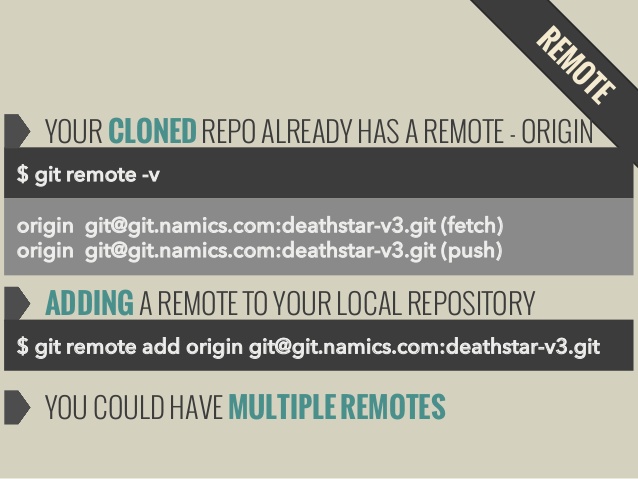 REMOTE
YOUR CLONED REPO ALREADY HAS A REMOTE - ORIGIN
$ git remote -v
origin git@git.namics.com:deathstar-v3.git (fetch)
origin git@git.namics.com:deathstar-v3.git (push)
ADDING A REMOTE TO YOUR LOCAL REPOSITORY
$ git remote add origin git@git.namics.com:deathstar-v3.git
YOU COULD HAVE MULTIPLE REMOTES